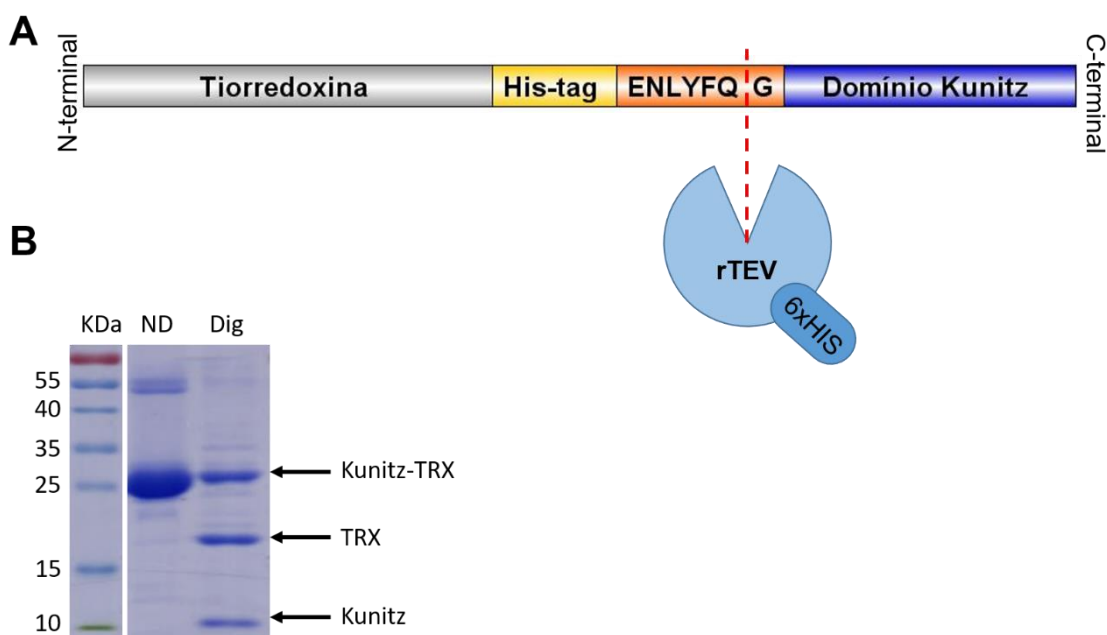 A
N-terminal
Tiorredoxina
His-tag
ENLYFQ G
Domínio Kunitz
C-terminal
rTEV
6xHIS
B
KDa ND Dig
55
40
35
25
15
10
Kunitz-TRX
TRX
Kunitz